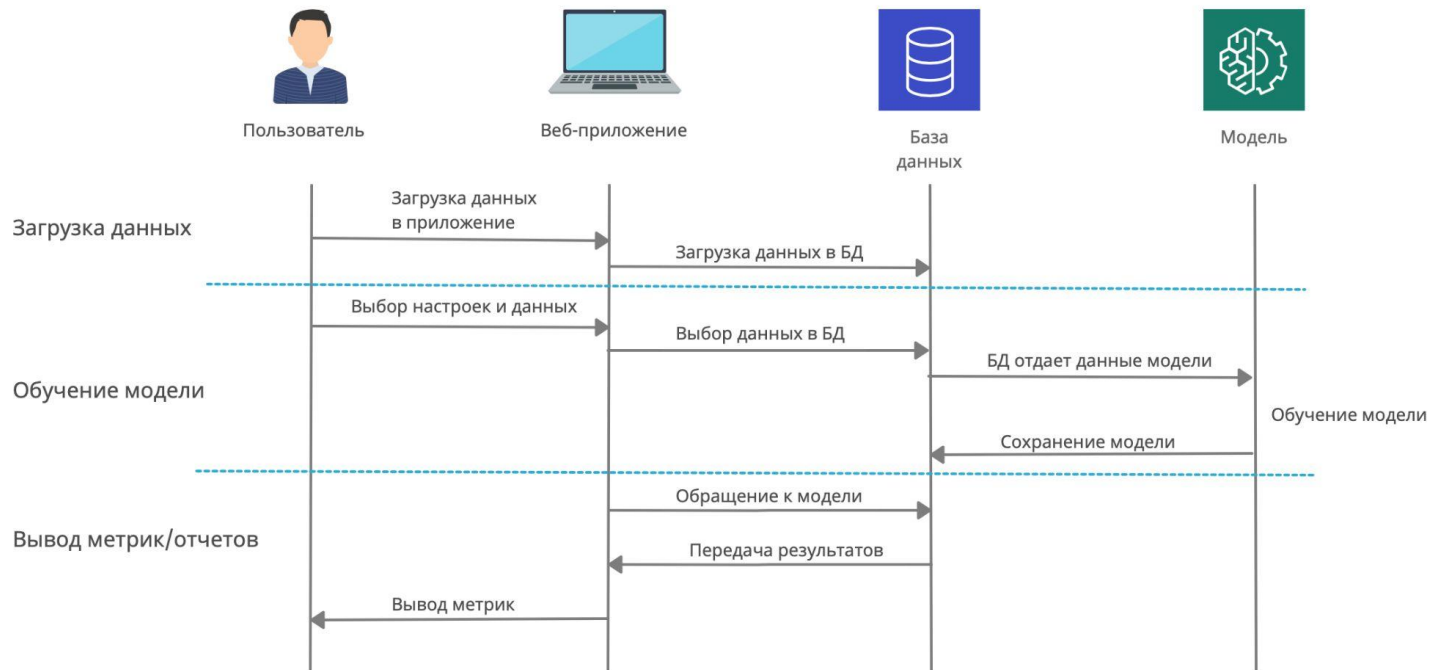 Пользователь
Веб-приложение
База
данных
Модель
Загрузка данных
Загрузка данных
в приложение
Загрузка данных в БД
Выбор настроек и данных
Выбор данных в БД
БД отдает данные модели
Обучение модели
Обучение модели
Сохранение модели
Обращение к модели
Вывод метрик/отчетов
Передача результатов
Вывод метрик